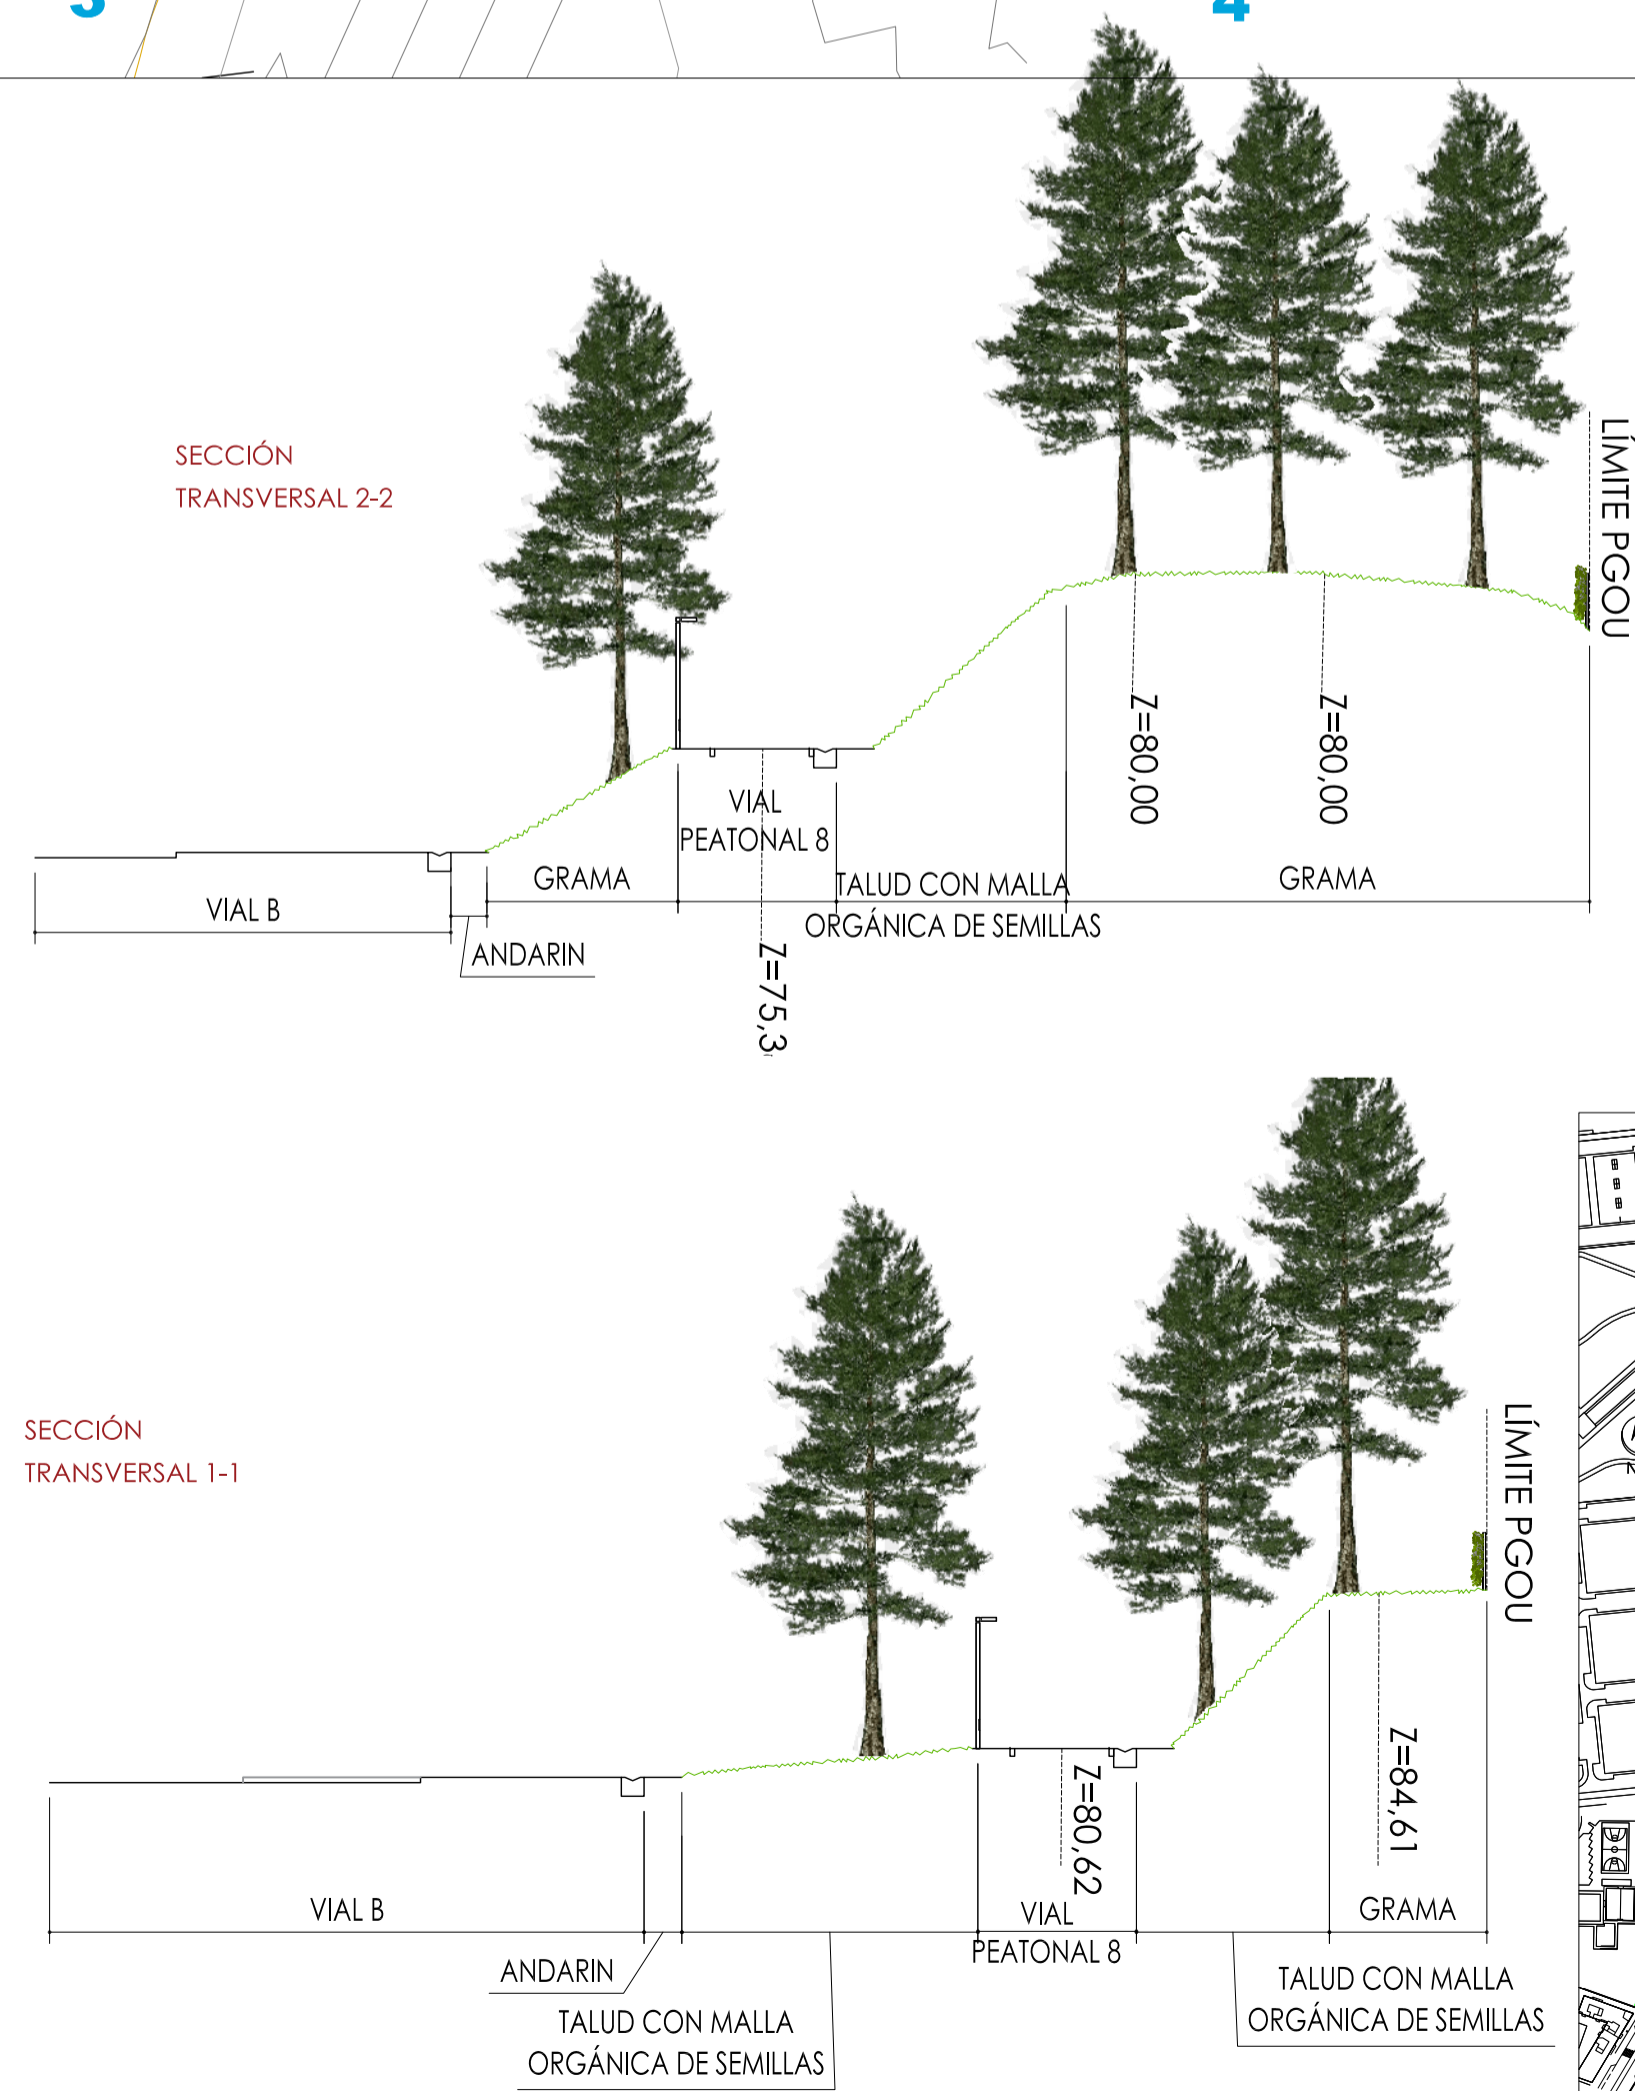 3
4
SECCIÓN
TRANSVERSAL 2-2
LÍMITE PGOU
Z=80,00
Z=80,00
VIAL
PEATONAL 8
GRAMA
TALUD CON MALLA
ORGÁNICA DE SEMILLAS
GRAMA
VIAL B
ANDARIN
Z=75,3
SECCIÓN
TRANSVERSAL 1-1
LÍMITE PGOU
Z=80,62
Z=84,61
VIAL B
VIAL
PEATONAL 8
GRAMA
ANDARIN
TALUD CON MALLA
ORGÁNICA DE SEMILLAS
TALUD CON MALLA
ORGÁNICA DE SEMILLAS